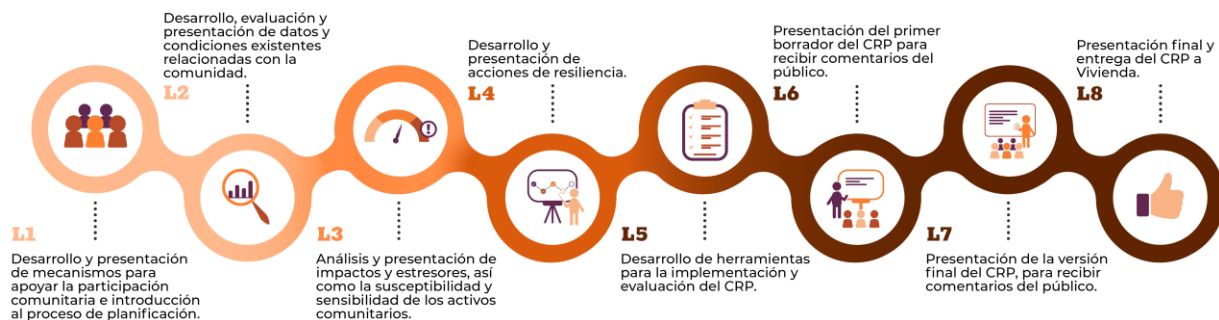 L1
Desarrollo y presentación
de mecanismos para
apoyar la participación
comunitaria e introducción
al proceso de planificación.
L2
Desarrollo, evaluación y
presentación de datos y
condiciones existentes
relacionadas con la
comunidad.
L3
Análisis y presentación de
impactos y estresores, así
como la susceptibilidad y
sensibilidad de los activos
comunitarios.
L4
Desarrollo y
presentación de
acciones de resiliencia.
L5
Desarrollo de herramientas
para la implementación y
evaluación del CRP.
L6
Presentación del primer
borrador del CRP para
recibir comentarios del
público.
L7
Presentación de la versión
final del CRP, para recibir
comentarios del público.
L8
Presentación final y
entrega del CRP a
Vivienda.